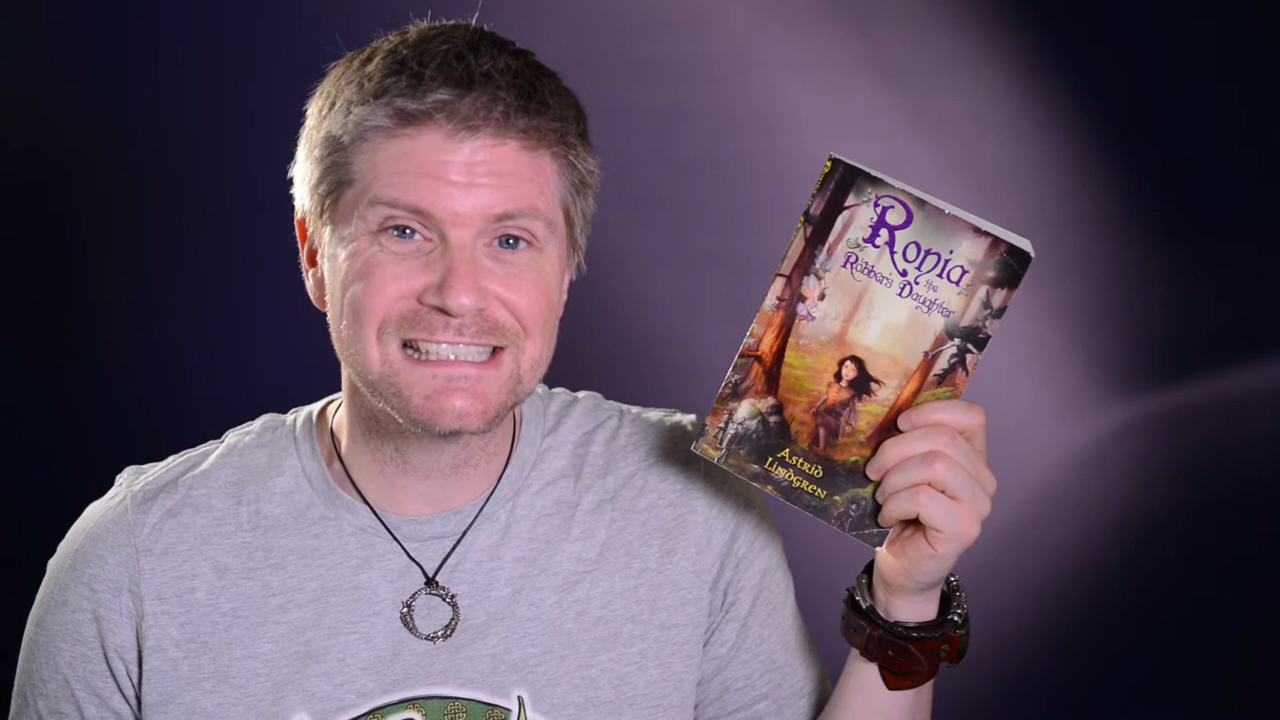 Ronia
the
Robber's Daughter
Astrid
Lindgren